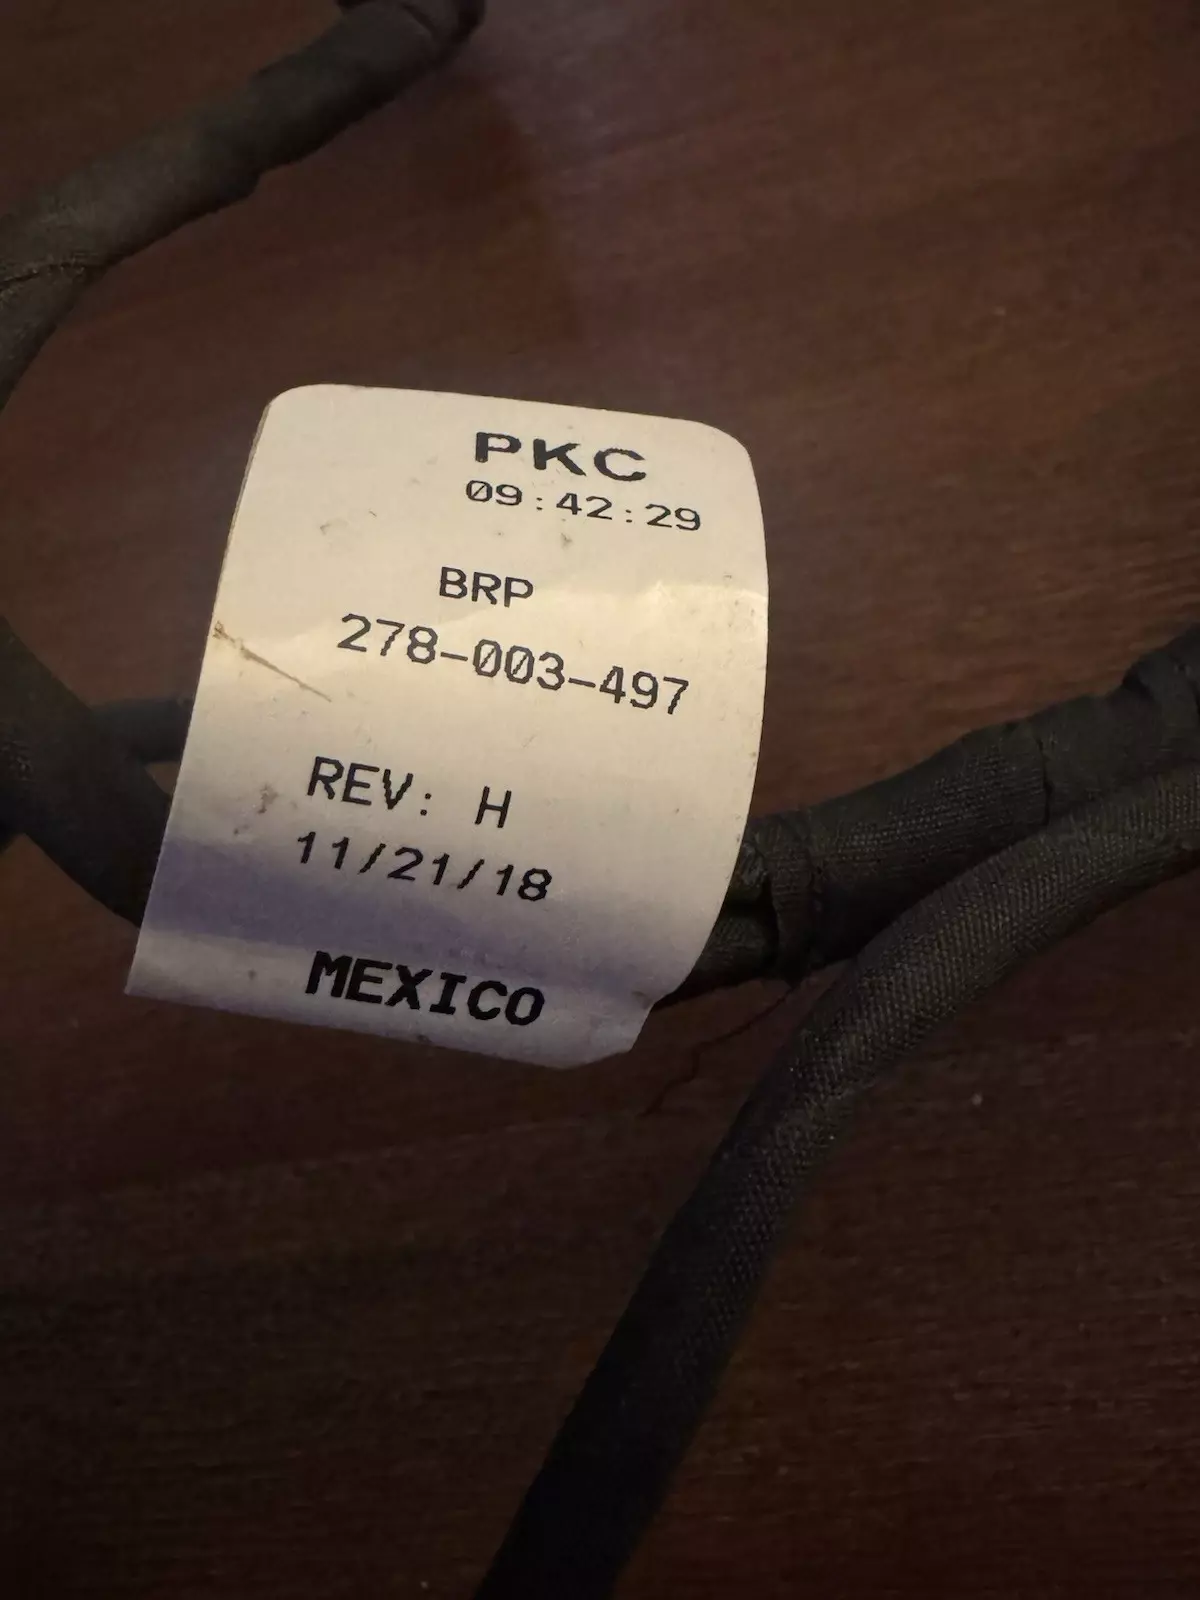 PKC
09:42:29
BRP
278-003-497
REV: H
11/21/18
MEXICO